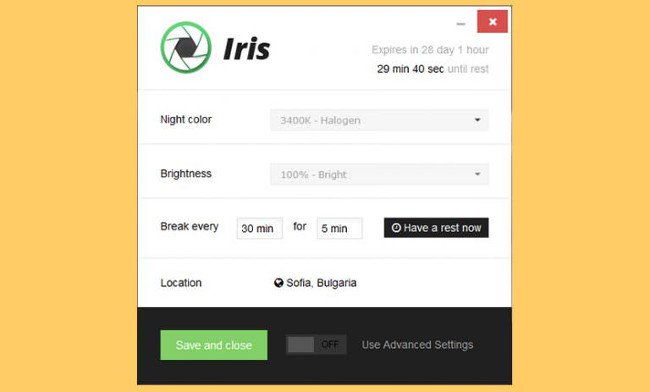 Iris
Expires in 28 day 1 hour
29 min 40 sec until rest
Night color 3400K - Halogen
Brightness 100% - Bright
Break every 30 min for 5 min Have a rest now
Location Sofia, Bulgaria
Save and close OFF Use Advanced Settings